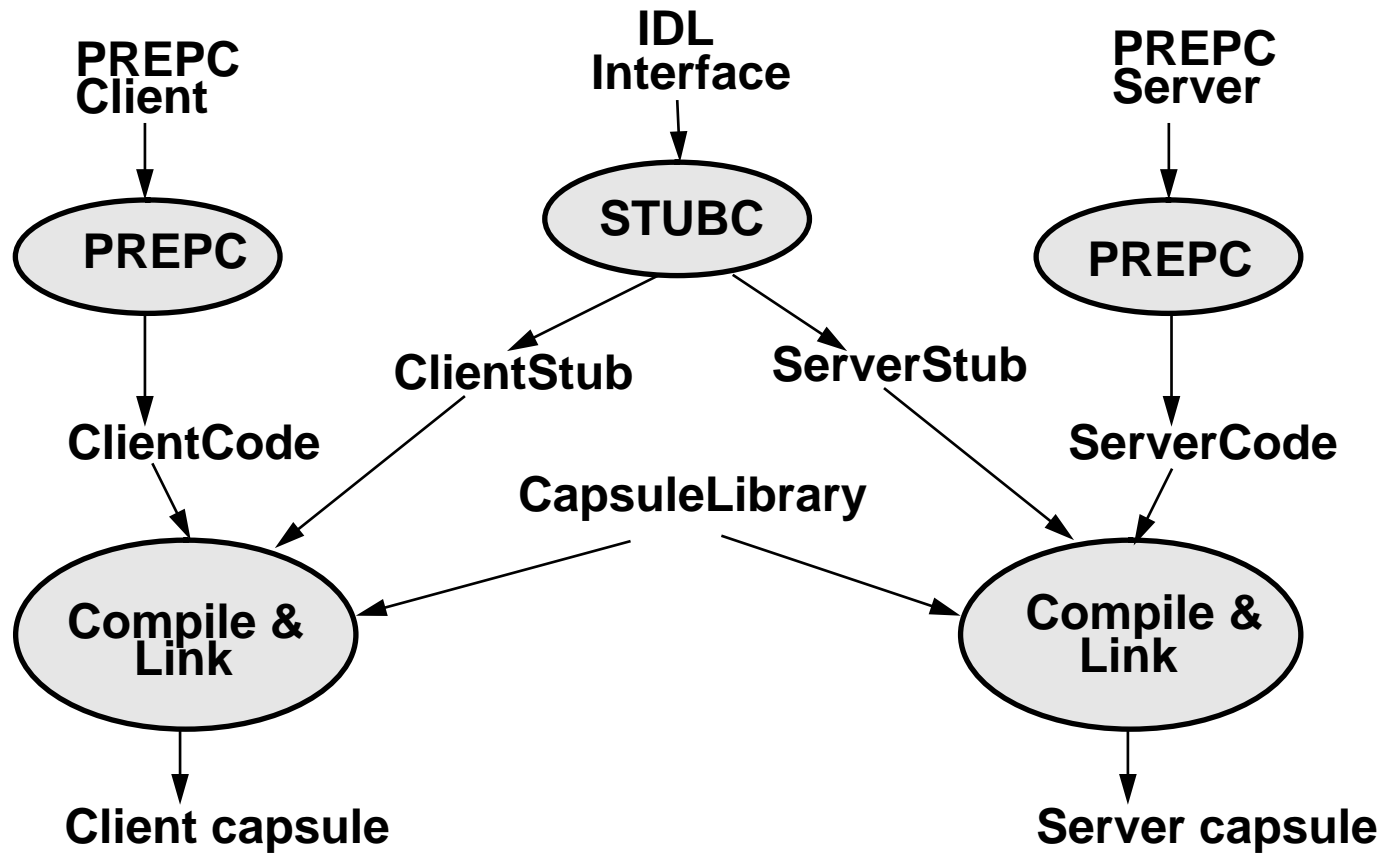 PREPC
Client
IDL
Interface
PREPC
Server
PREPC
STUBC
PREPC
ClientStub
ServerStub
ClientCode
ServerCode
CapsuleLibrary
Compile &
Link
Compile &
Link
Client capsule
Server capsule